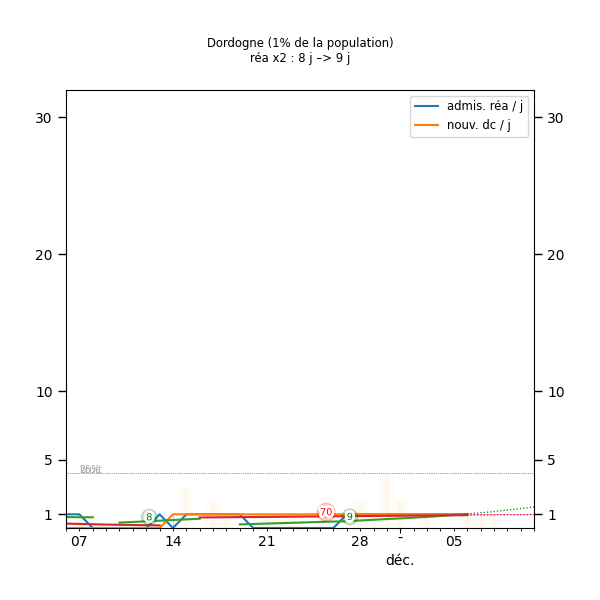 Dordogne (1% de la population)
réa x2 : 8 j –> 9 j
admis. réa / j
nouv. dc / j
30 30
20 20
10 10
5 5
1 1
8 70 9
07 14 21 28 - 05
déc.